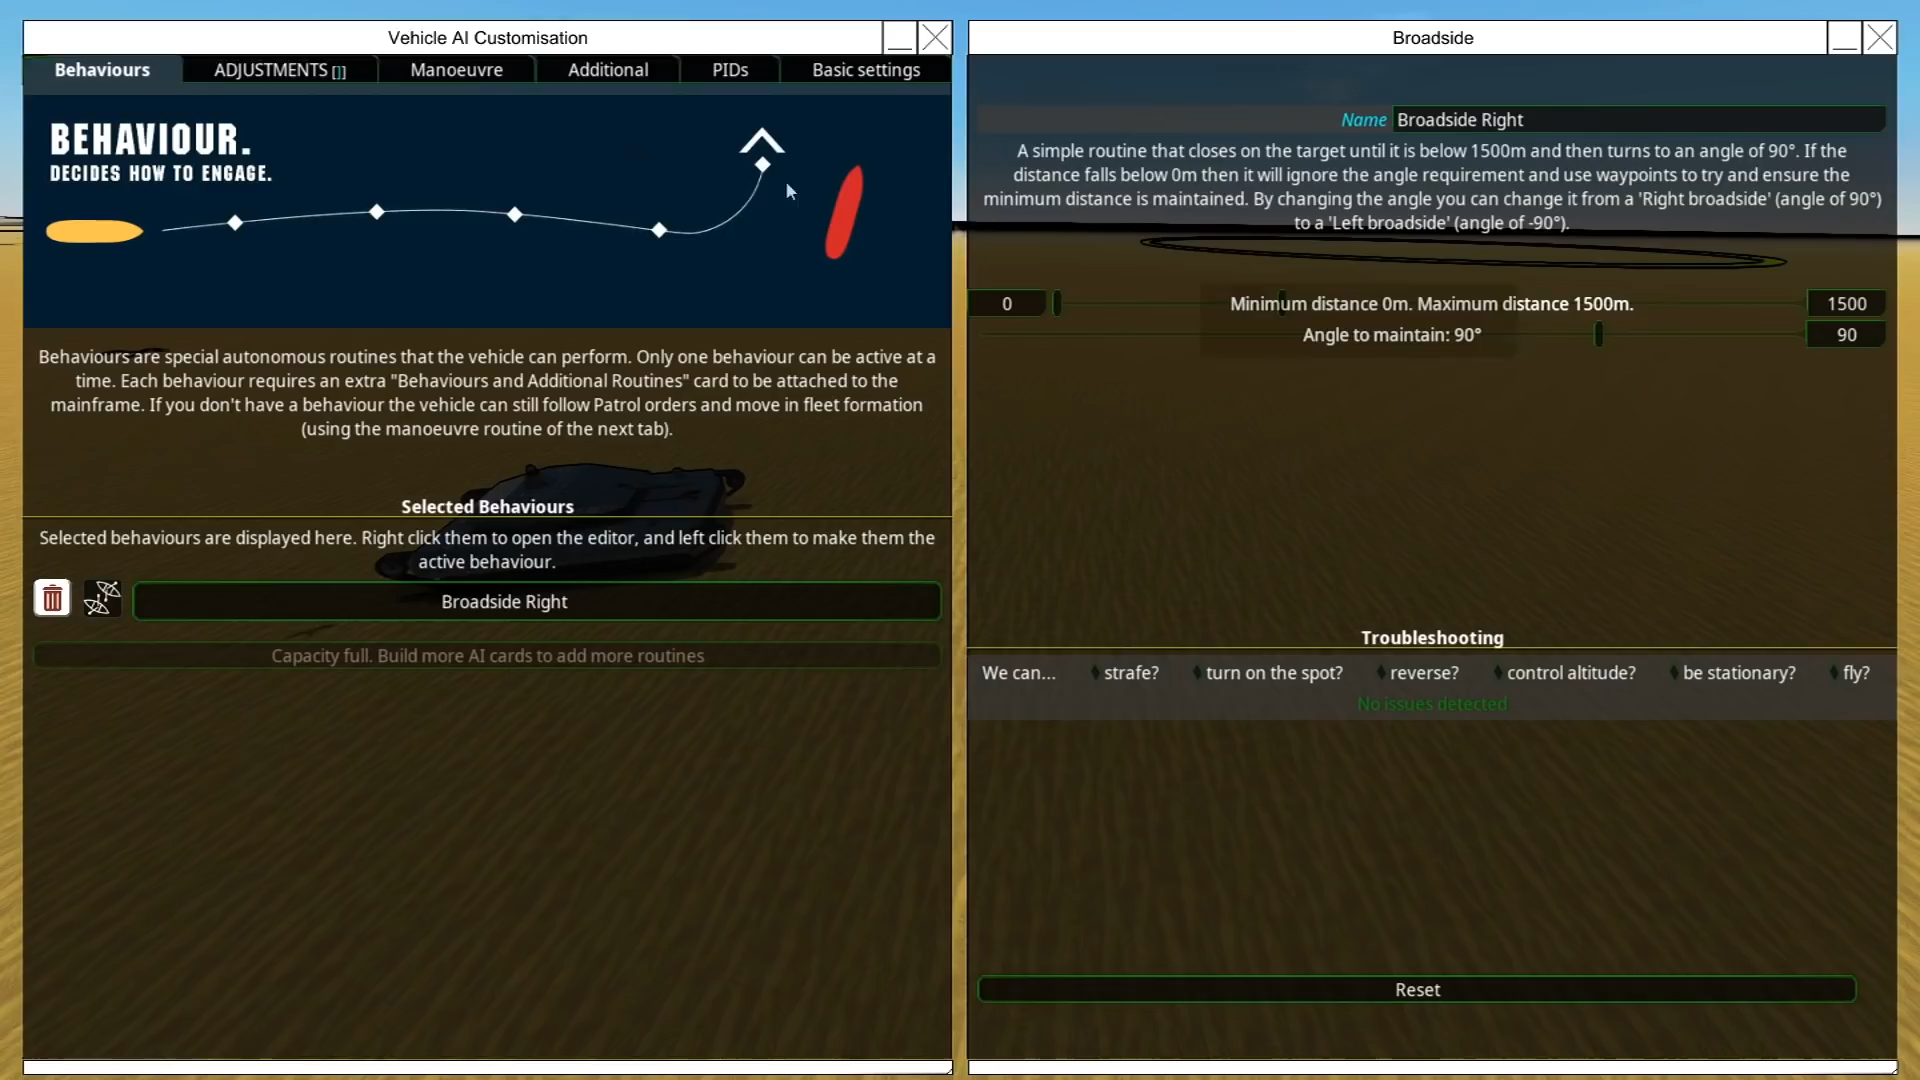 Vehicle AI Customisation
Behaviours
ADJUSTMENTS []
Manoeuvre
Additional
PIDs
Basic settings
BEHAVIOUR.
DECIDES HOW TO ENGAGE.
Behaviours are special autonomous routines that the vehicle can perform. Only one behaviour can be active at a
time. Each behaviour requires an extra "Behaviours and Additional Routines" card to be attached to the
mainframe. If you don't have a behaviour the vehicle can still follow Patrol orders and move in fleet formation
(using the manoeuvre routine of the next tab).
Selected Behaviours
Selected behaviours are displayed here. Right click them to open the editor, and left click them to make them the
active behaviour.
Broadside Right
Capacity full. Build more AI cards to add more routines
Broadside
Name Broadside Right
A simple routine that closes on the target until it is below 1500m and then turns to an angle of 90°. If the
distance falls below 0m then it will ignore the angle requirement and use waypoints to try and ensure the
minimum distance is maintained. By changing the angle you can change it from a 'Right broadside' (angle of 90°)
to a 'Left broadside' (angle of -90°).
0 Minimum distance 0m. Maximum distance 1500m. 1500
Angle to maintain: 90° 90
Troubleshooting
We can... strafe? turn on the spot? reverse? control altitude? be stationary? fly?
No issues detected
Reset